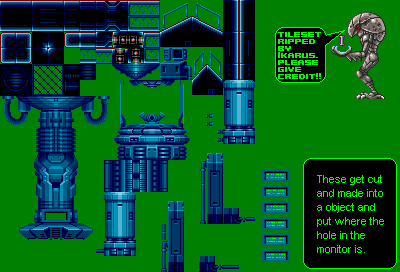 TILESET
RIPPED
BY
IKARUS.
PLEASE
GIVE
CREDIT!!
These get cut
and made into
a object and
put where the
hole in the
monitor is.